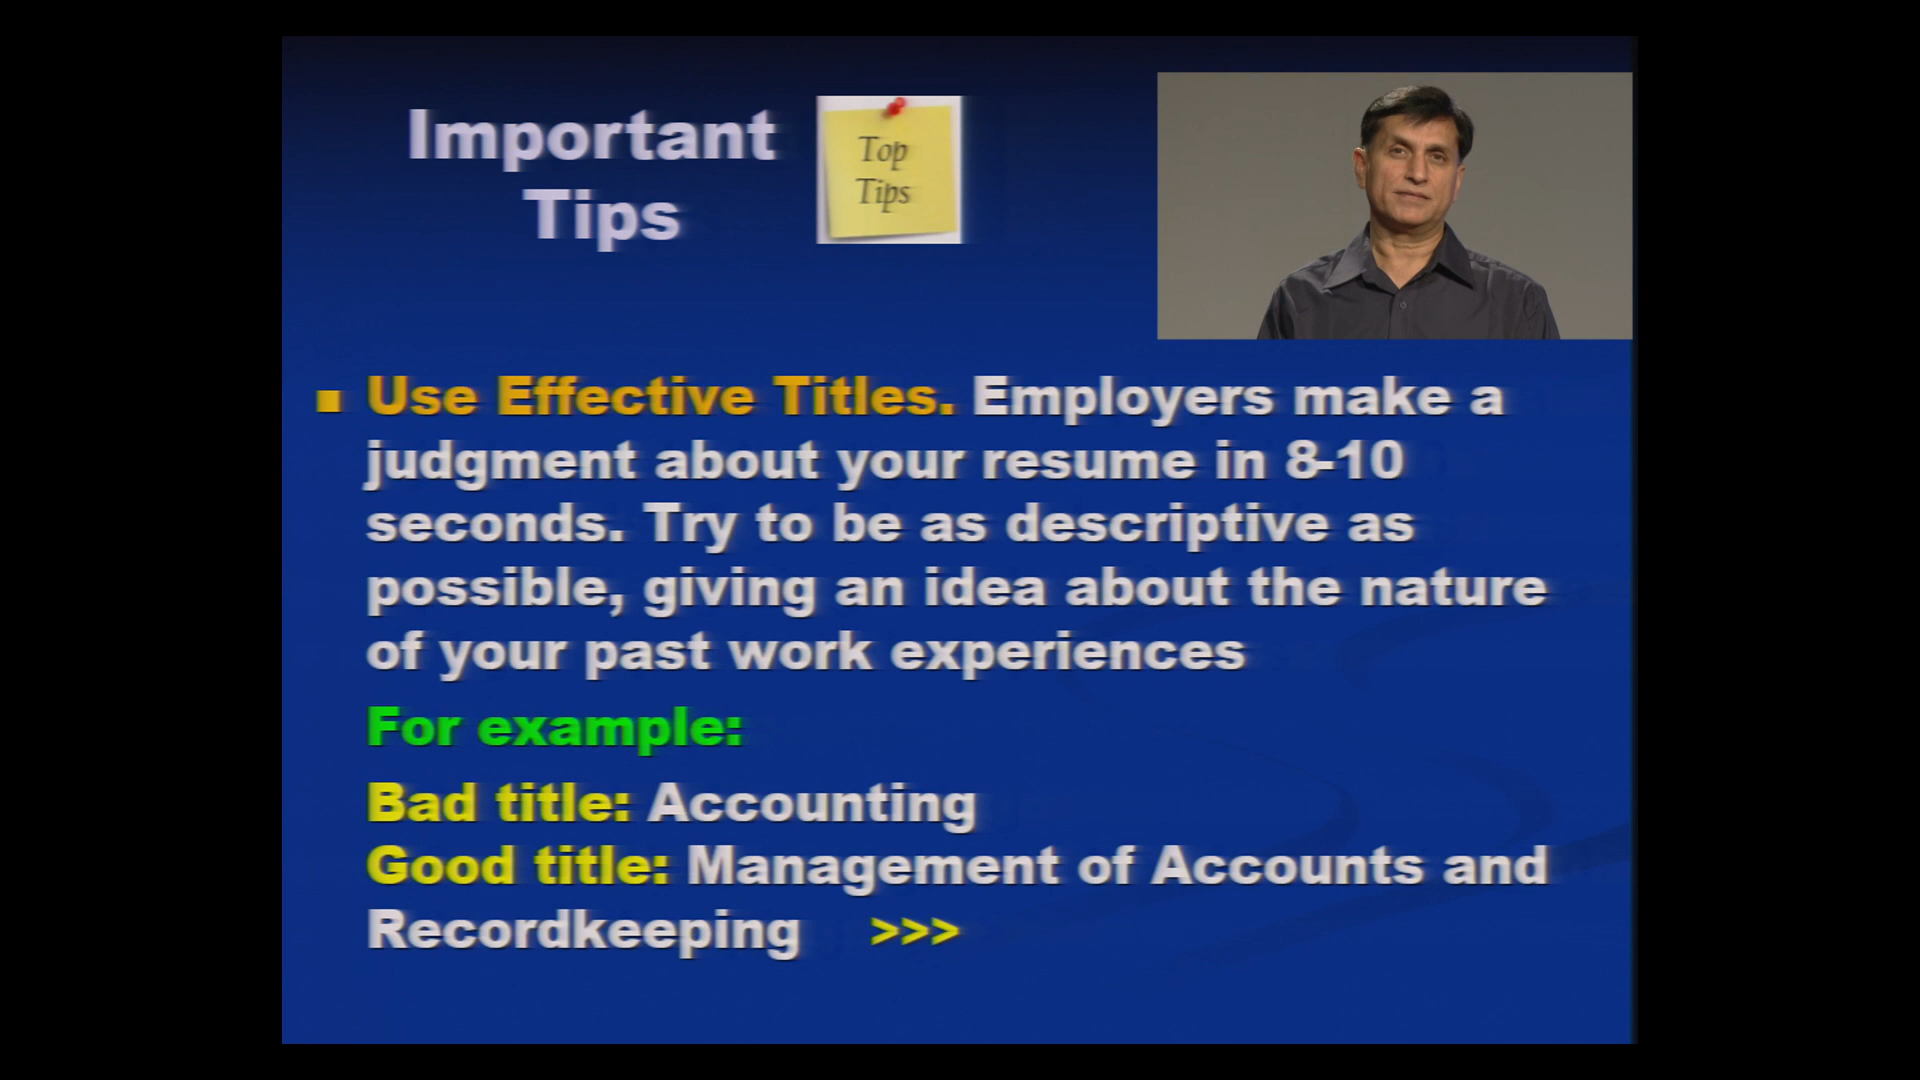 Important
Tips
Top
Tips
Use Effective Titles. Employers make a
judgment about your resume in 8-10
seconds. Try to be as descriptive as
possible, giving an idea about the nature
of your past work experiences
For example:
Bad title: Accounting
Good title: Management of Accounts and
Recordkeeping >>>